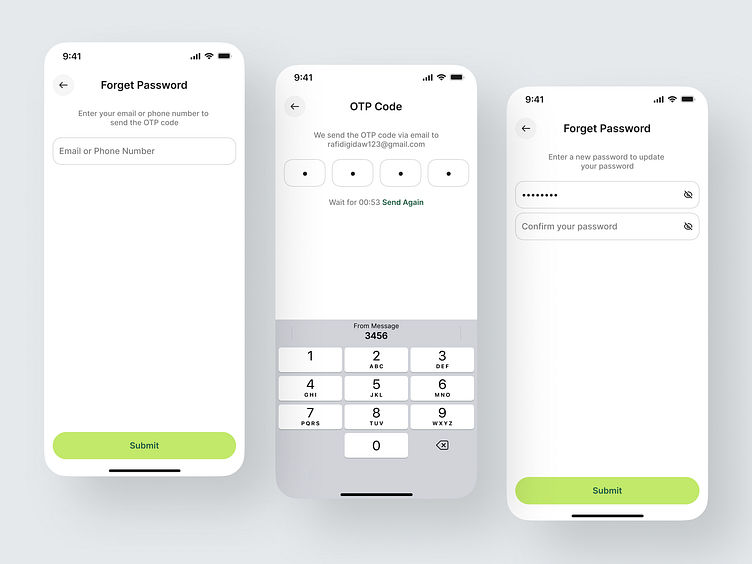 9:41
Forget Password
Enter your email or phone number to
send the OTP code
Email or Phone Number
Submit
9:41
OTP Code
We send the OTP code via email to
rafidigidaw123@gmail.com
Wait for 00:53 Send Again
From Message
3456
1
2
ABC
3
DEF
4
GHI
5
JKL
6
MNO
7
PQRS
8
TUV
9
WXYZ
0
9:41
Forget Password
Enter a new password to update
your password
••••••••
Confirm your password
Submit